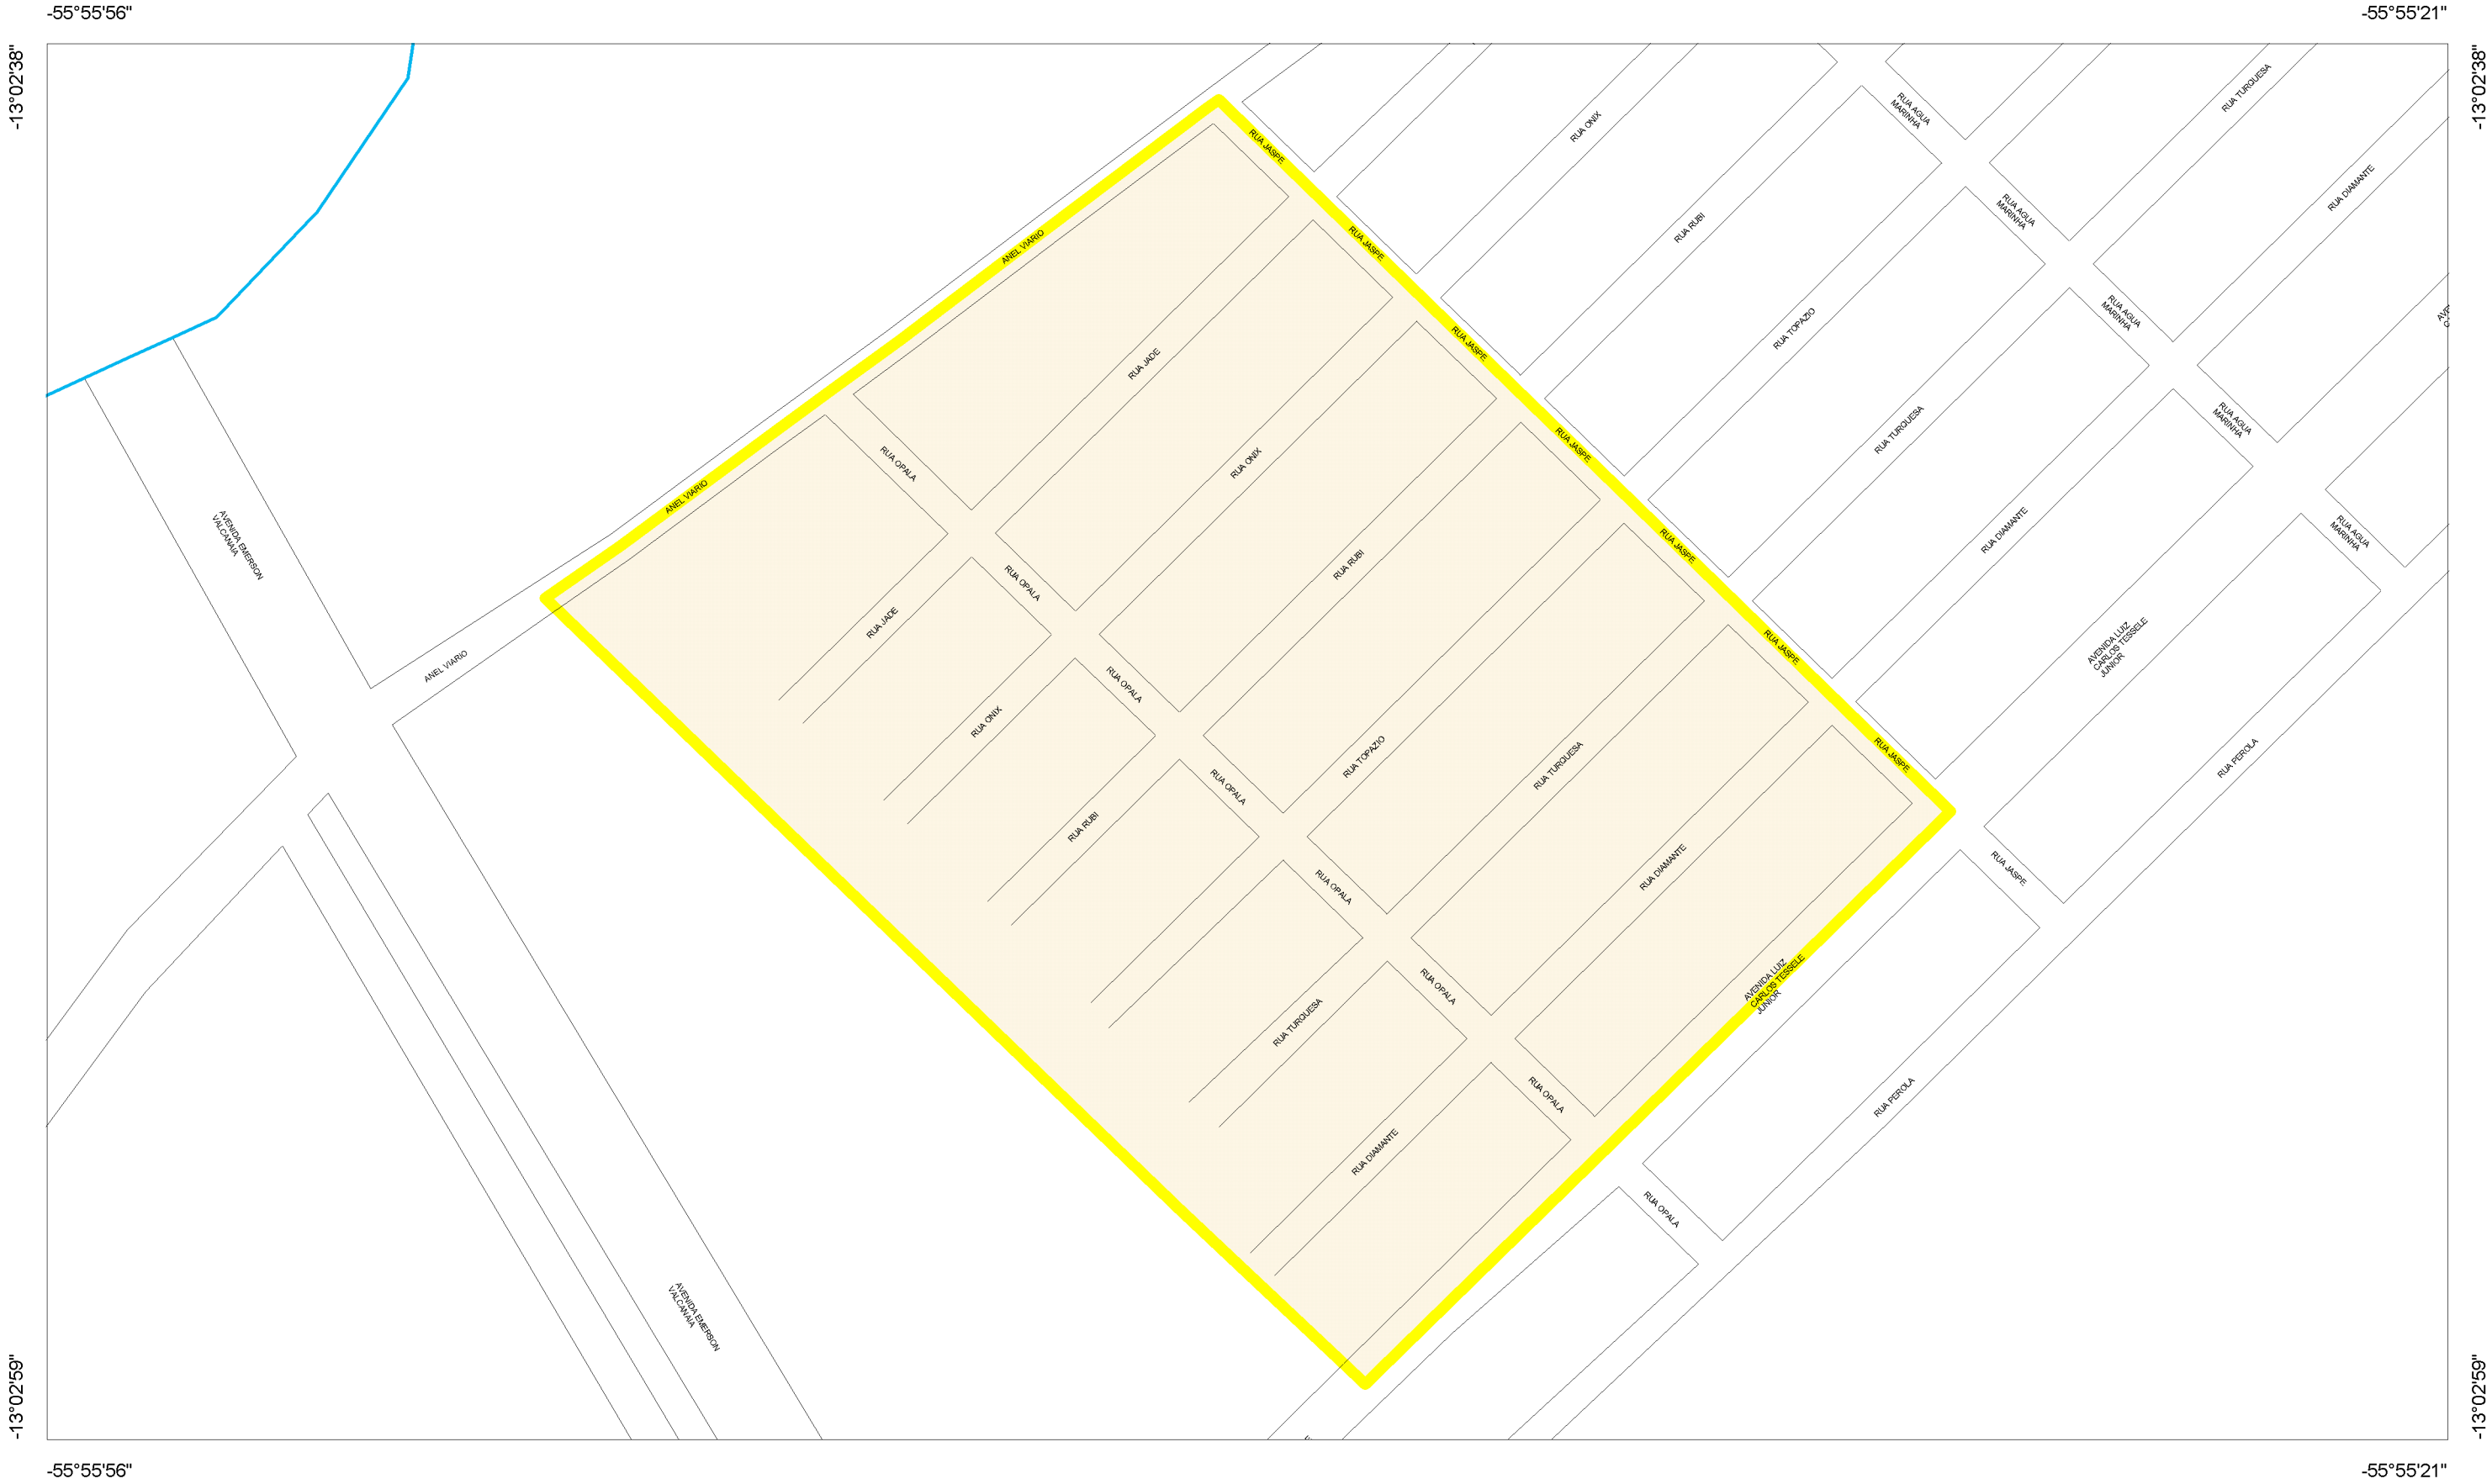 -55°55'56"
-55°55'21"
-13°02'38"
-13°02'38"
RUA TURQUESA
RUA AGUA
MARINHA
RUA ONIX
RUA JASPE
RUA DIAMANTE
RUA AGUA
MARINHA
RUA RUBI
RUA JASPE
ANEL VIARIO
RUA AGUA
MARINHA
RUA TOPAZIO
RUA JASPE
RUA JADE
RUA AGUA
MARINHA
RUA TURQUESA
RUA JASPE
RUA OPALA
RUA ONIX
ANEL VIARIO
RUA AGUA
MARINHA
RUA DIAMANTE
RUA JASPE
AVENIDA EMERSON
VALCANAIA
RUA OPALA
RUA RUBI
RUA JADE
RUA JASPE
AVENIDA LUIZ
CARLOS TESSELE
JUNIOR
ANEL VIARIO
RUA OPALA
RUA ONIX
RUA TOPAZIO
RUA TURQUESA
RUA JASPE
RUA PEROLA
RUA OPALA
RUA RUBI
RUA OPALA
RUA DIAMANTE
RUA JASPE
RUA OPALA
AVENIDA LUIZ
CARLOS TESSELE
JUNIOR
RUA TURQUESA
RUA OPALA
RUA PEROLA
RUA DIAMANTE
RUA OPALA
AVENIDA EMERSON
VALCANAIA
-13°02'59"
-13°02'59"
-55°55'56"
-55°55'21"